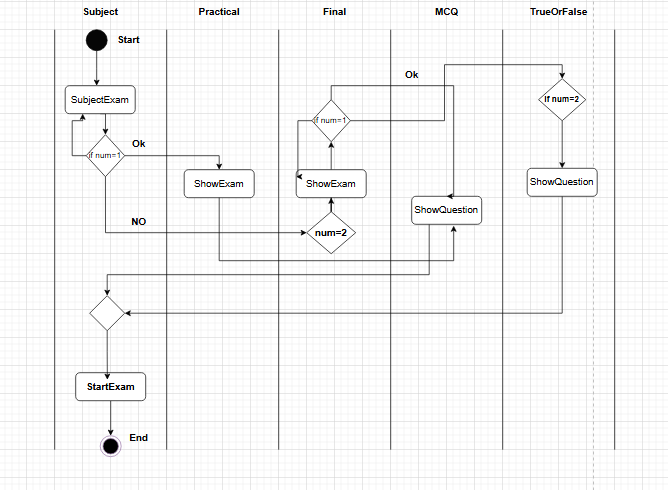 Subject
Practical
Final
MCQ
TrueOrFalse
Start
Ok
SubjectExam
if num=2
if num=1
Ok
if num=1
ShowExam
ShowExam
ShowQuestion
ShowQuestion
NO
num=2
StartExam
End